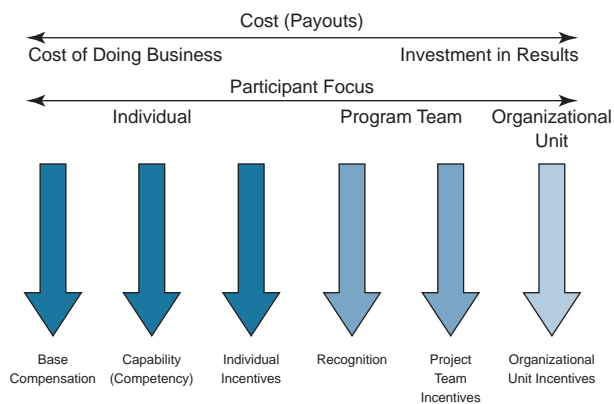 Cost (Payouts)
Cost of Doing Business
Investment in Results
Participant Focus
Individual
Program Team
Organizational
Unit
Base
Compensation
Capability
(Competency)
Individual
Incentives
Recognition
Project
Team
Incentives
Organizational
Unit Incentives